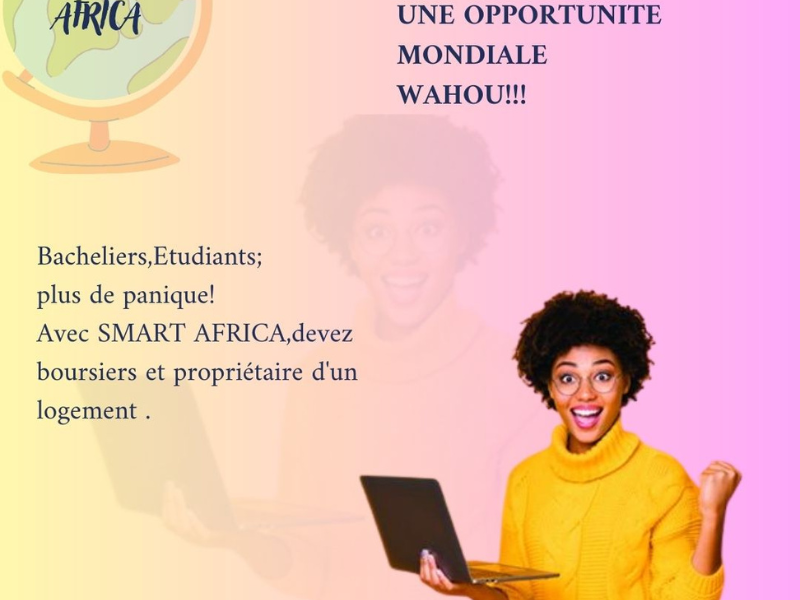 AFRICA
UNE OPPORTUNITE
MONDIALE
WAHOU!!!
Bacheliers,Etudiants;
plus de panique!
Avec SMART AFRICA,devez
boursiers et propriétaire d'un
logement .